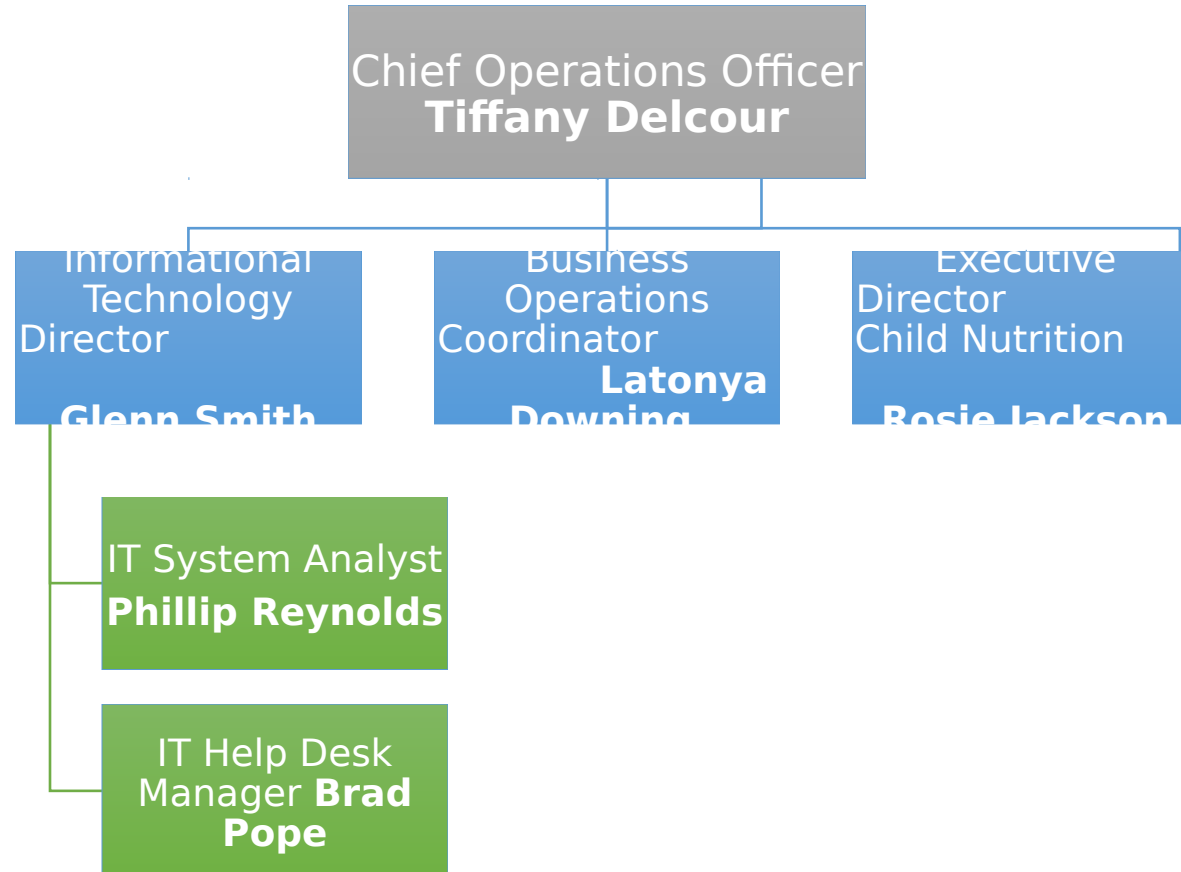 Chief Operations Officer
Tiffany Delcour
Informational
Technology
Director
Glenn Smith
Business
Operations
Coordinator
Latonya
Downing
Executive
Director
Child Nutrition
Rosie Jackson
IT System Analyst
Phillip Reynolds
IT Help Desk
Manager Brad
Pope